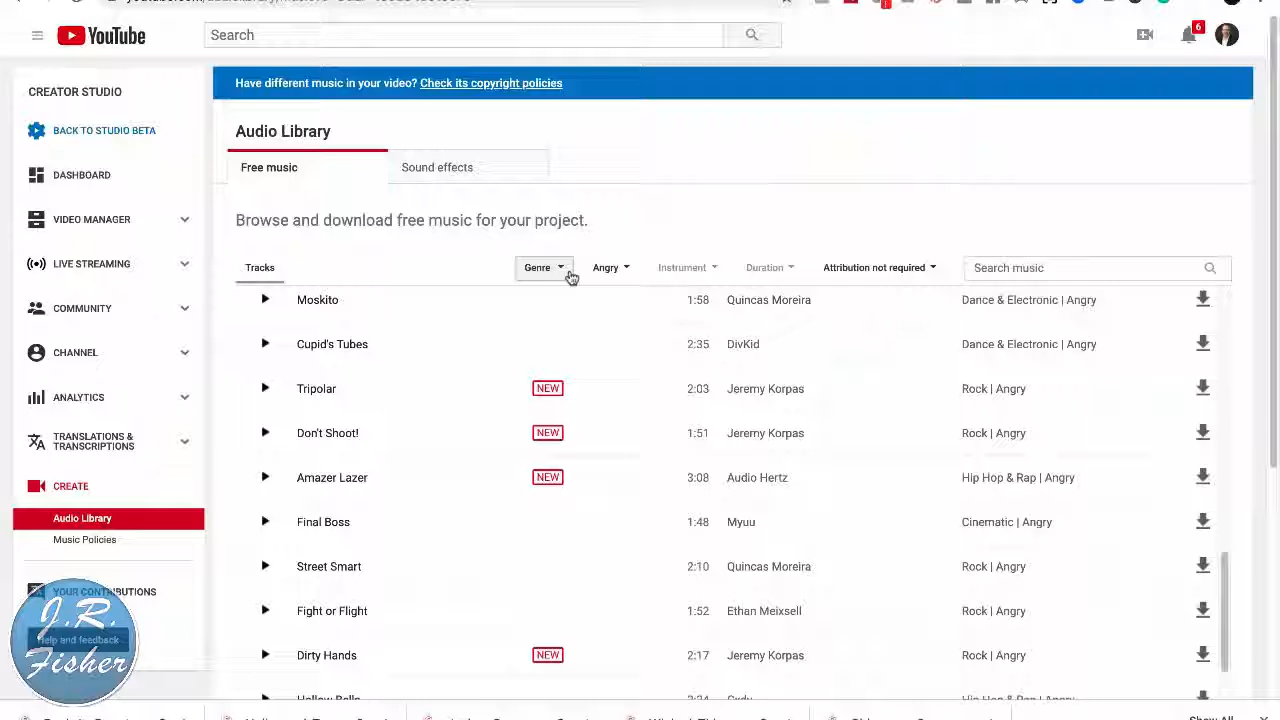 YouTube
Search
6
CREATOR STUDIO
Have different music in your video? Check its copyright policies
BACK TO STUDIO BETA
Audio Library
DASHBOARD
Free music
Sound effects
VIDEO MANAGER
Browse and download free music for your project.
LIVE STREAMING
Tracks
Genre
Angry
Instrument
Duration
Attribution not required
Search music
Moskito 1:58 Quincas Moreira Dance & Electronic | Angry
COMMUNITY
Cupid's Tubes 2:35 DivKid Dance & Electronic | Angry
CHANNEL
Tripolar NEW 2:03 Jeremy Korpas Rock | Angry
ANALYTICS
Don't Shoot! NEW 1:51 Jeremy Korpas Rock | Angry
TRANSLATIONS &
TRANSCRIPTIONS
Amazer Lazer NEW 3:08 Audio Hertz Hip Hop & Rap | Angry
CREATE
Final Boss 1:48 Myuu Cinematic | Angry
Audio Library
Music Policies
Street Smart 2:10 Quincas Moreira Rock | Angry
YOUR CONTRIBUTIONS
Fight or Flight 1:52 Ethan Meixsell Rock | Angry
J.R.
Help and feedback
Fisher
Dirty Hands NEW 2:17 Jeremy Korpas Rock | Angry
Show All